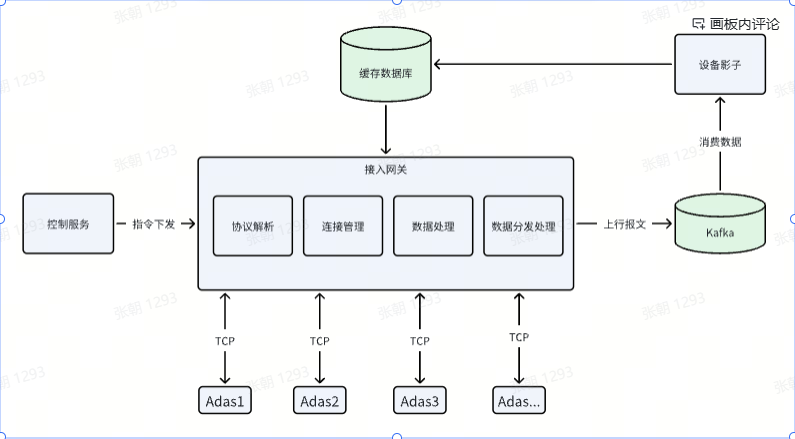 画板内评论
缓存数据库
设备影子
消费数据
接入网关
控制服务
指令下发
协议解析
连接管理
数据处理
数据分发处理
上行报文
Kafka
TCP
TCP
TCP
TCP
Adas1
Adas2
Adas3
Adas...
张朝 1293